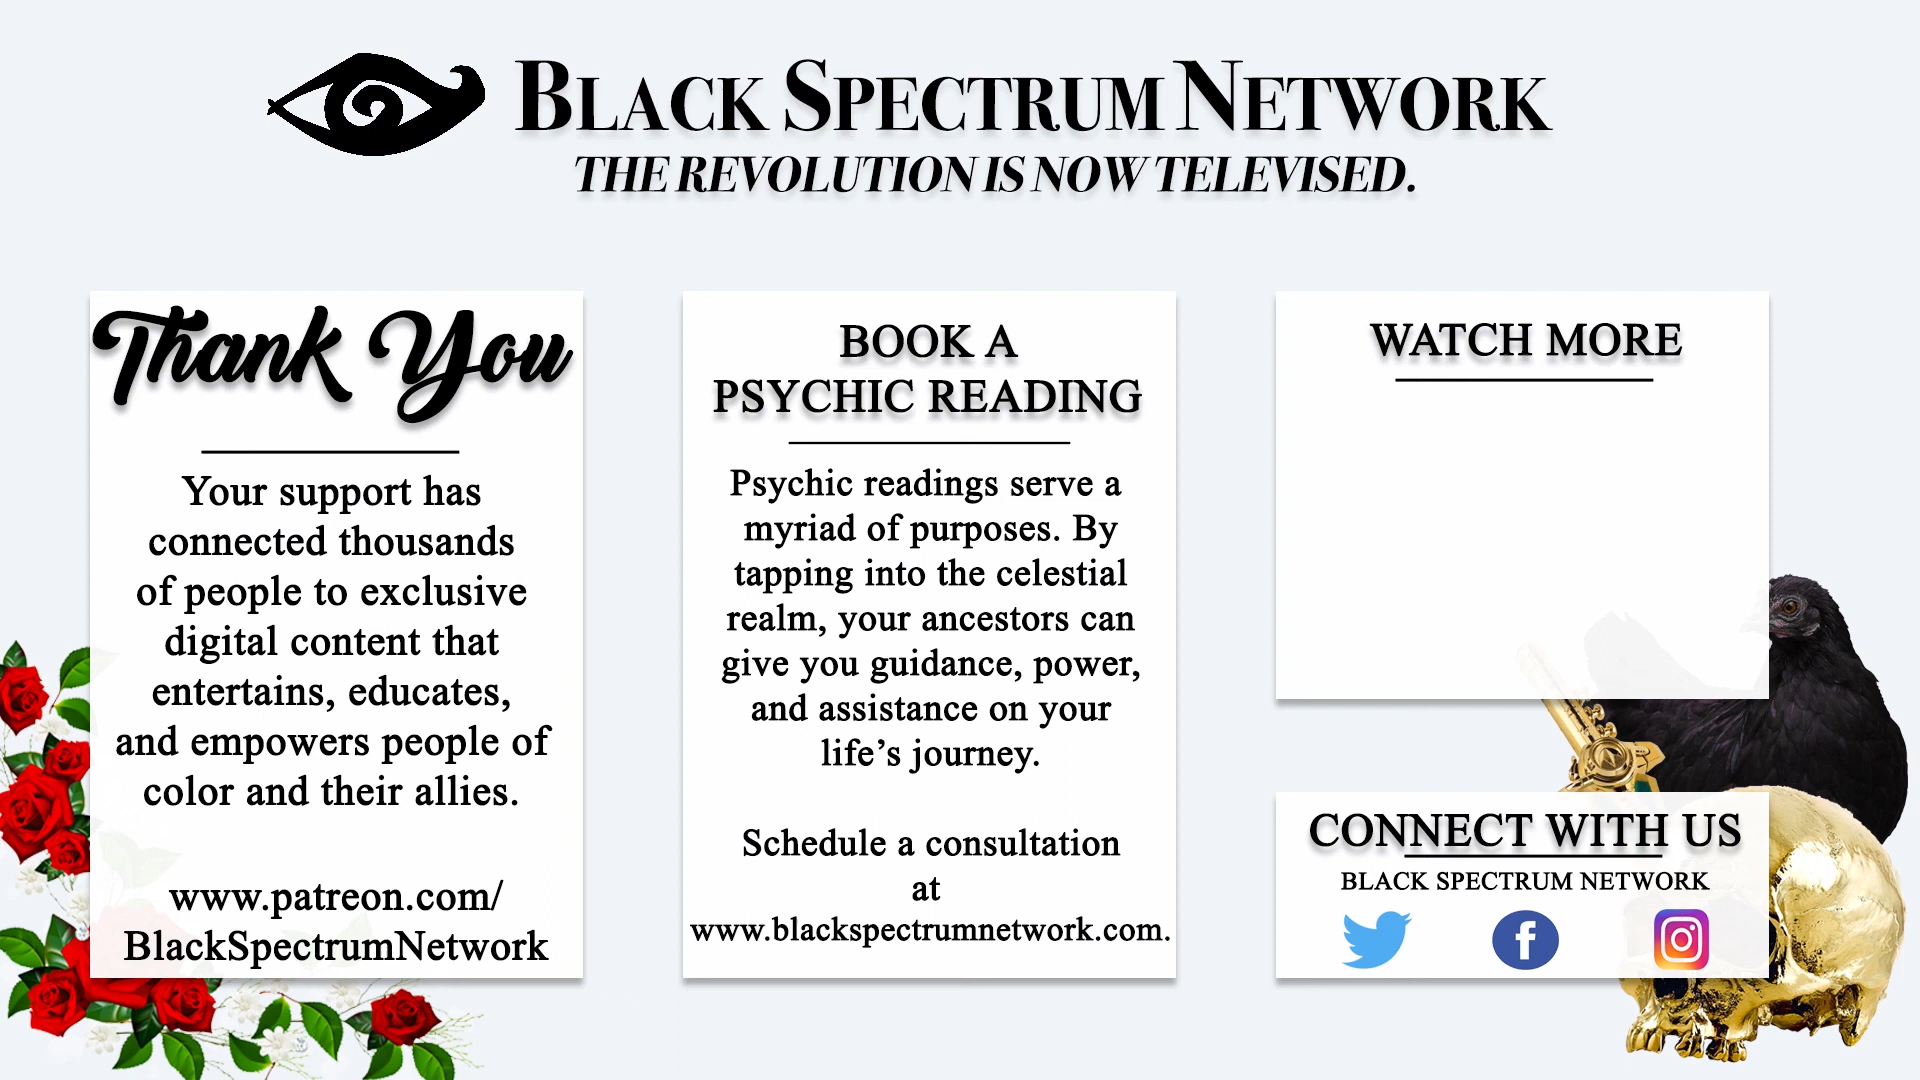 BLACK SPECTRUM NETWORK
THE REVOLUTION IS NOW TELEVISED.
Thank You
Your support has
connected thousands
of people to exclusive
digital content that
entertains, educates,
and empowers people of
color and their allies.
www.patreon.com/
BlackSpectrumNetwork
BOOK A
PSYCHIC READING
Psychic readings serve a
myriad of purposes. By
tapping into the celestial
realm, your ancestors can
give you guidance, power,
and assistance on your
life’s journey.
Schedule a consultation
at
www.blackspectrumnetwork.com.
WATCH MORE
CONNECT WITH US
BLACK SPECTRUM NETWORK